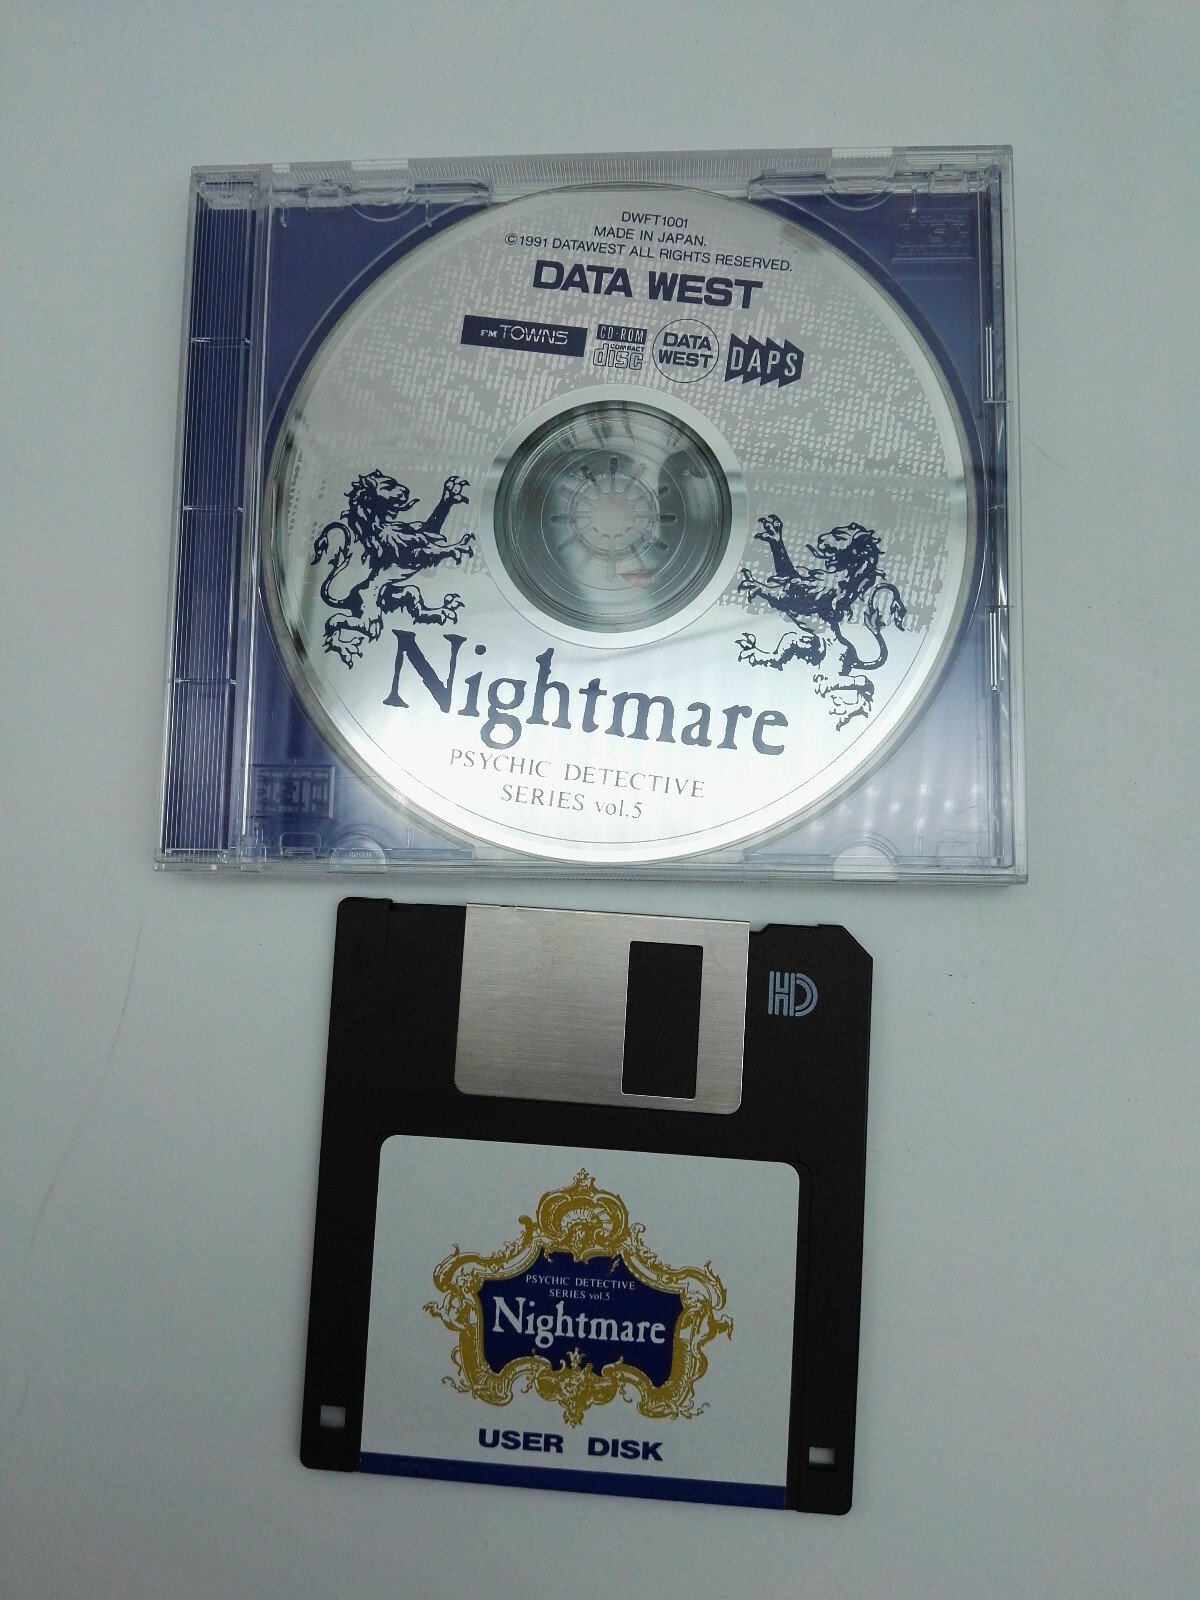 DWFT1001
MADE IN JAPAN.
©1991 DATAWEST ALL RIGHTS RESERVED.
DATA WEST
FM TOWNS
CD-ROM
COMPACT
disc
DATA
WEST
DAPS
Nightmare
PSYCHIC DETECTIVE
SERIES vol.5
HD
PSYCHIC DETECTIVE
SERIES vol.5
Nightmare
USER DISK